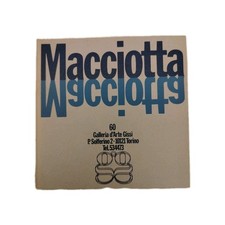 Macciotta
Macciotta
60
Galleria d'Arte Gissi
P. Solferino 2 - 10121 Torino
Tel. 534473